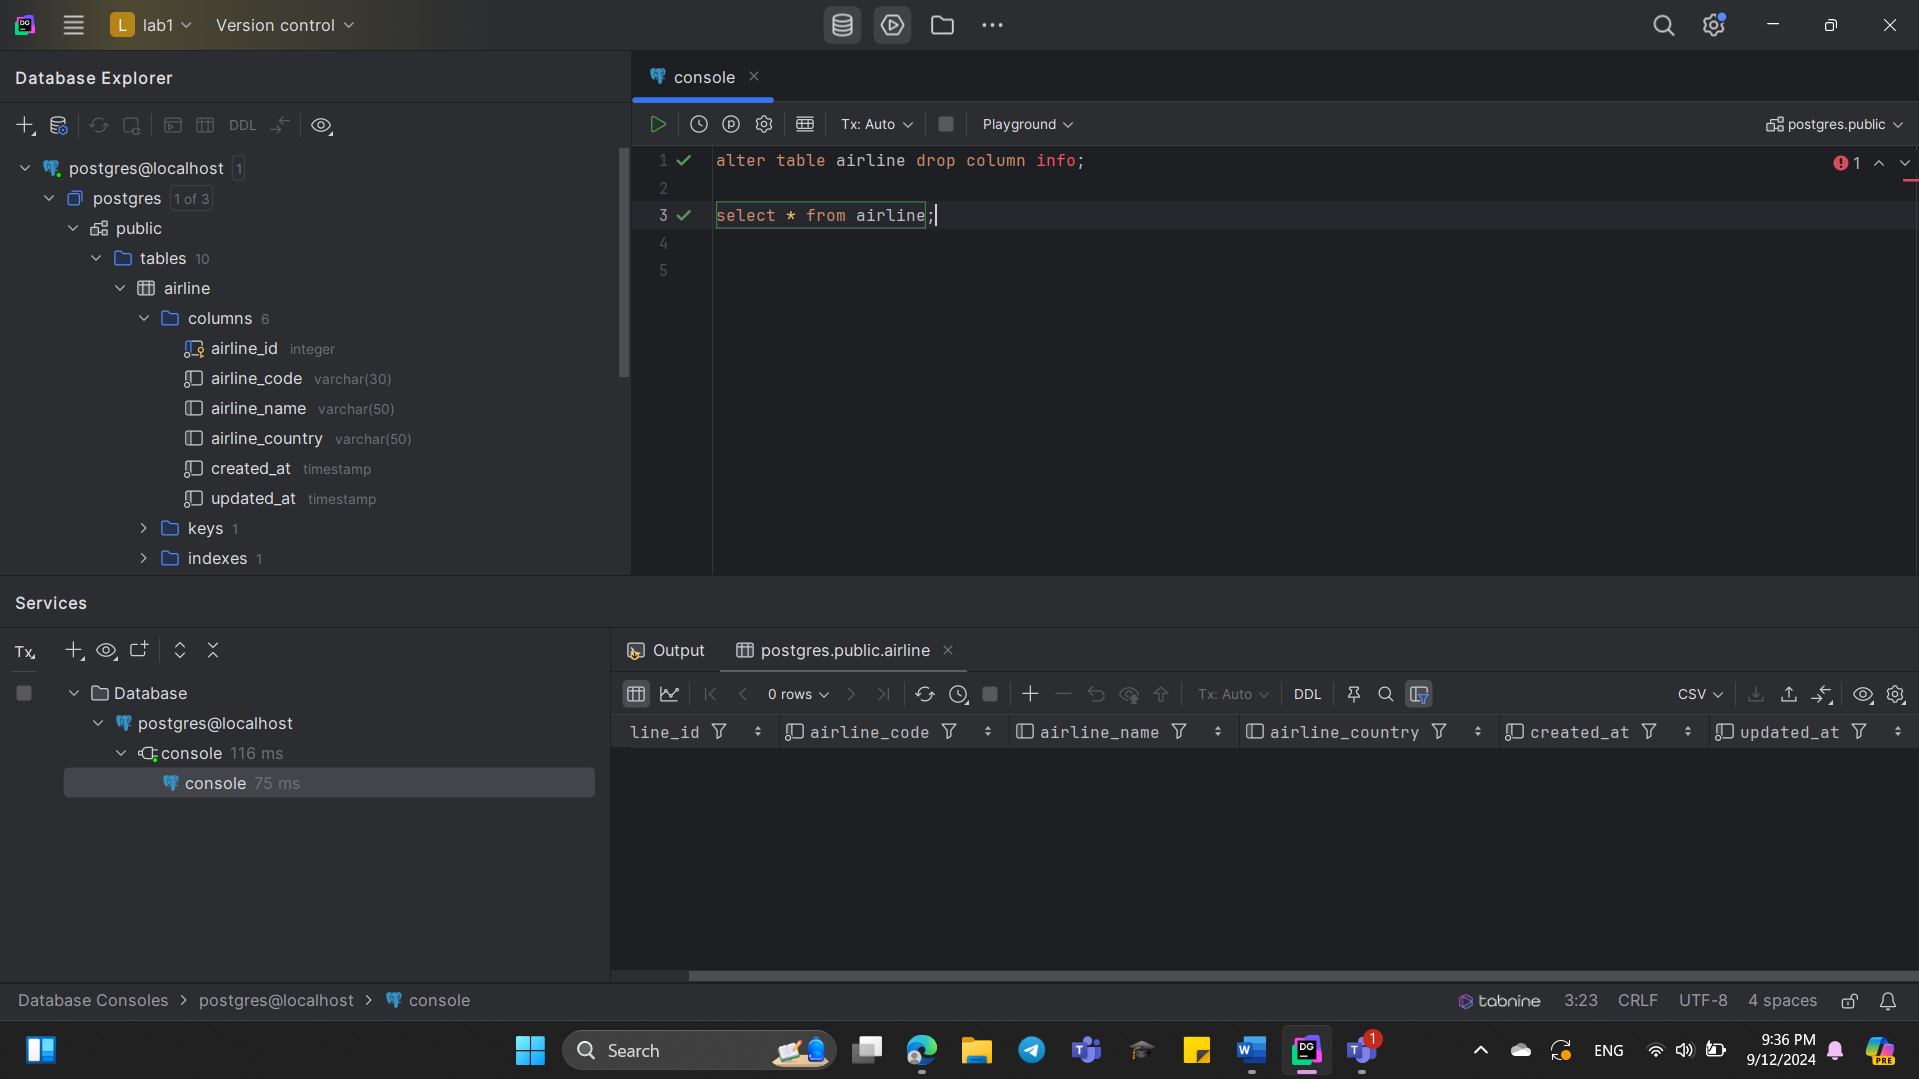 L lab1 Version control
Database Explorer
console
DDL
Tx: Auto Playground postgres.public
postgres@localhost 1
postgres 1 of 3
public
tables 10
airline
columns 6
airline_id integer
airline_code varchar(30)
airline_name varchar(50)
airline_country varchar(50)
created_at timestamp
updated_at timestamp
keys 1
indexes 1
1 alter table airline drop column info;
2
3 select * from airline;
4
5
1
Services
Tx
Database
postgres@localhost
console 116 ms
console 75 ms
Output postgres.public.airline
0 rows Tx: Auto DDL CSV
line_id airline_code airline_name airline_country created_at updated_at
Database Consoles > postgres@localhost > console
tabnine 3:23 CRLF UTF-8 4 spaces
Search
1
ENG
9:36 PM
9/12/2024
PRE